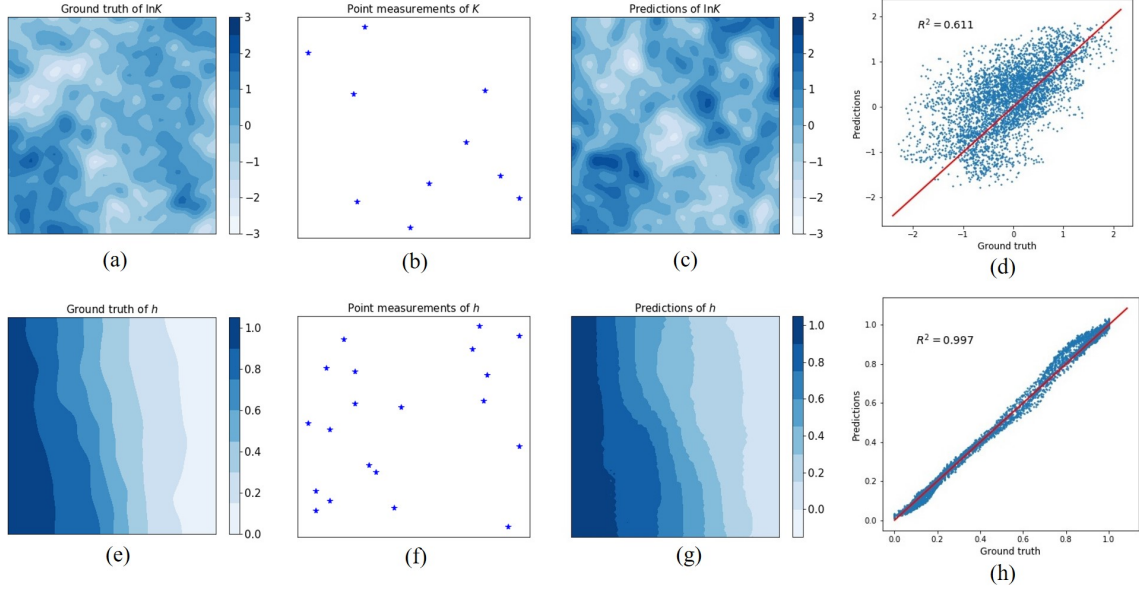 Ground truth of lnK
3
2
1
0
−1
−2
−3
(a)
Point measurements of K
(b)
Predictions of lnK
3
2
1
0
−1
−2
−3
(c)
R² = 0.611
Predictions
2
1
0
−1
−2
−2 −1 0 1 2
Ground truth
(d)
Ground truth of h
1.0
0.8
0.6
0.4
0.2
0.0
(e)
Point measurements of h
(f)
Predictions of h
1.0
0.8
0.6
0.4
0.2
0.0
(g)
R² = 0.997
Predictions
1.0
0.8
0.6
0.4
0.2
0.0
0.0 0.2 0.4 0.6 0.8 1.0
Ground truth
(h)